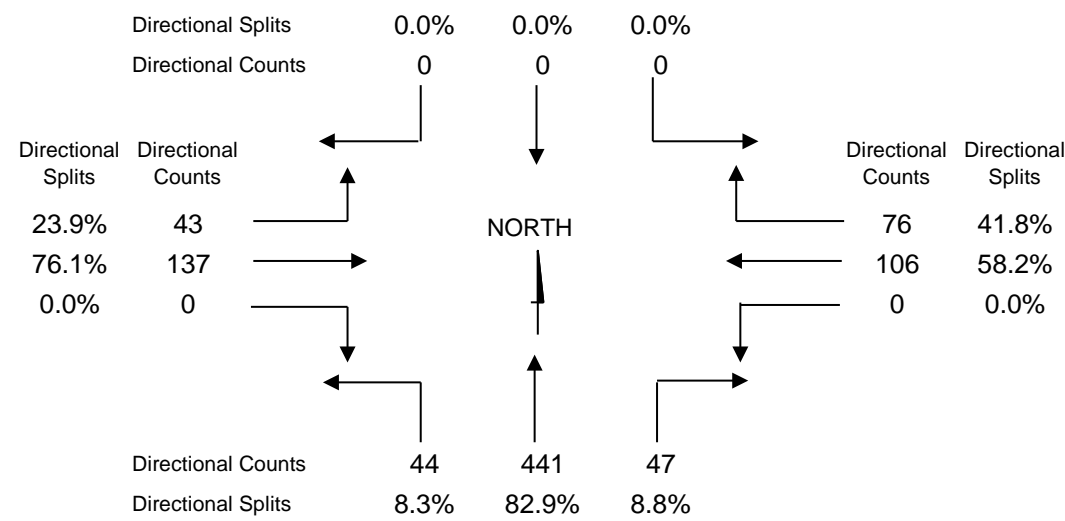 Directional Splits 0.0% 0.0% 0.0%
Directional Counts 0 0 0
Directional Directional
Splits Counts
23.9% 43
76.1% 137
0.0% 0
NORTH
Directional Directional
Counts Splits
76 41.8%
106 58.2%
0 0.0%
Directional Counts 44 441 47
Directional Splits 8.3% 82.9% 8.8%